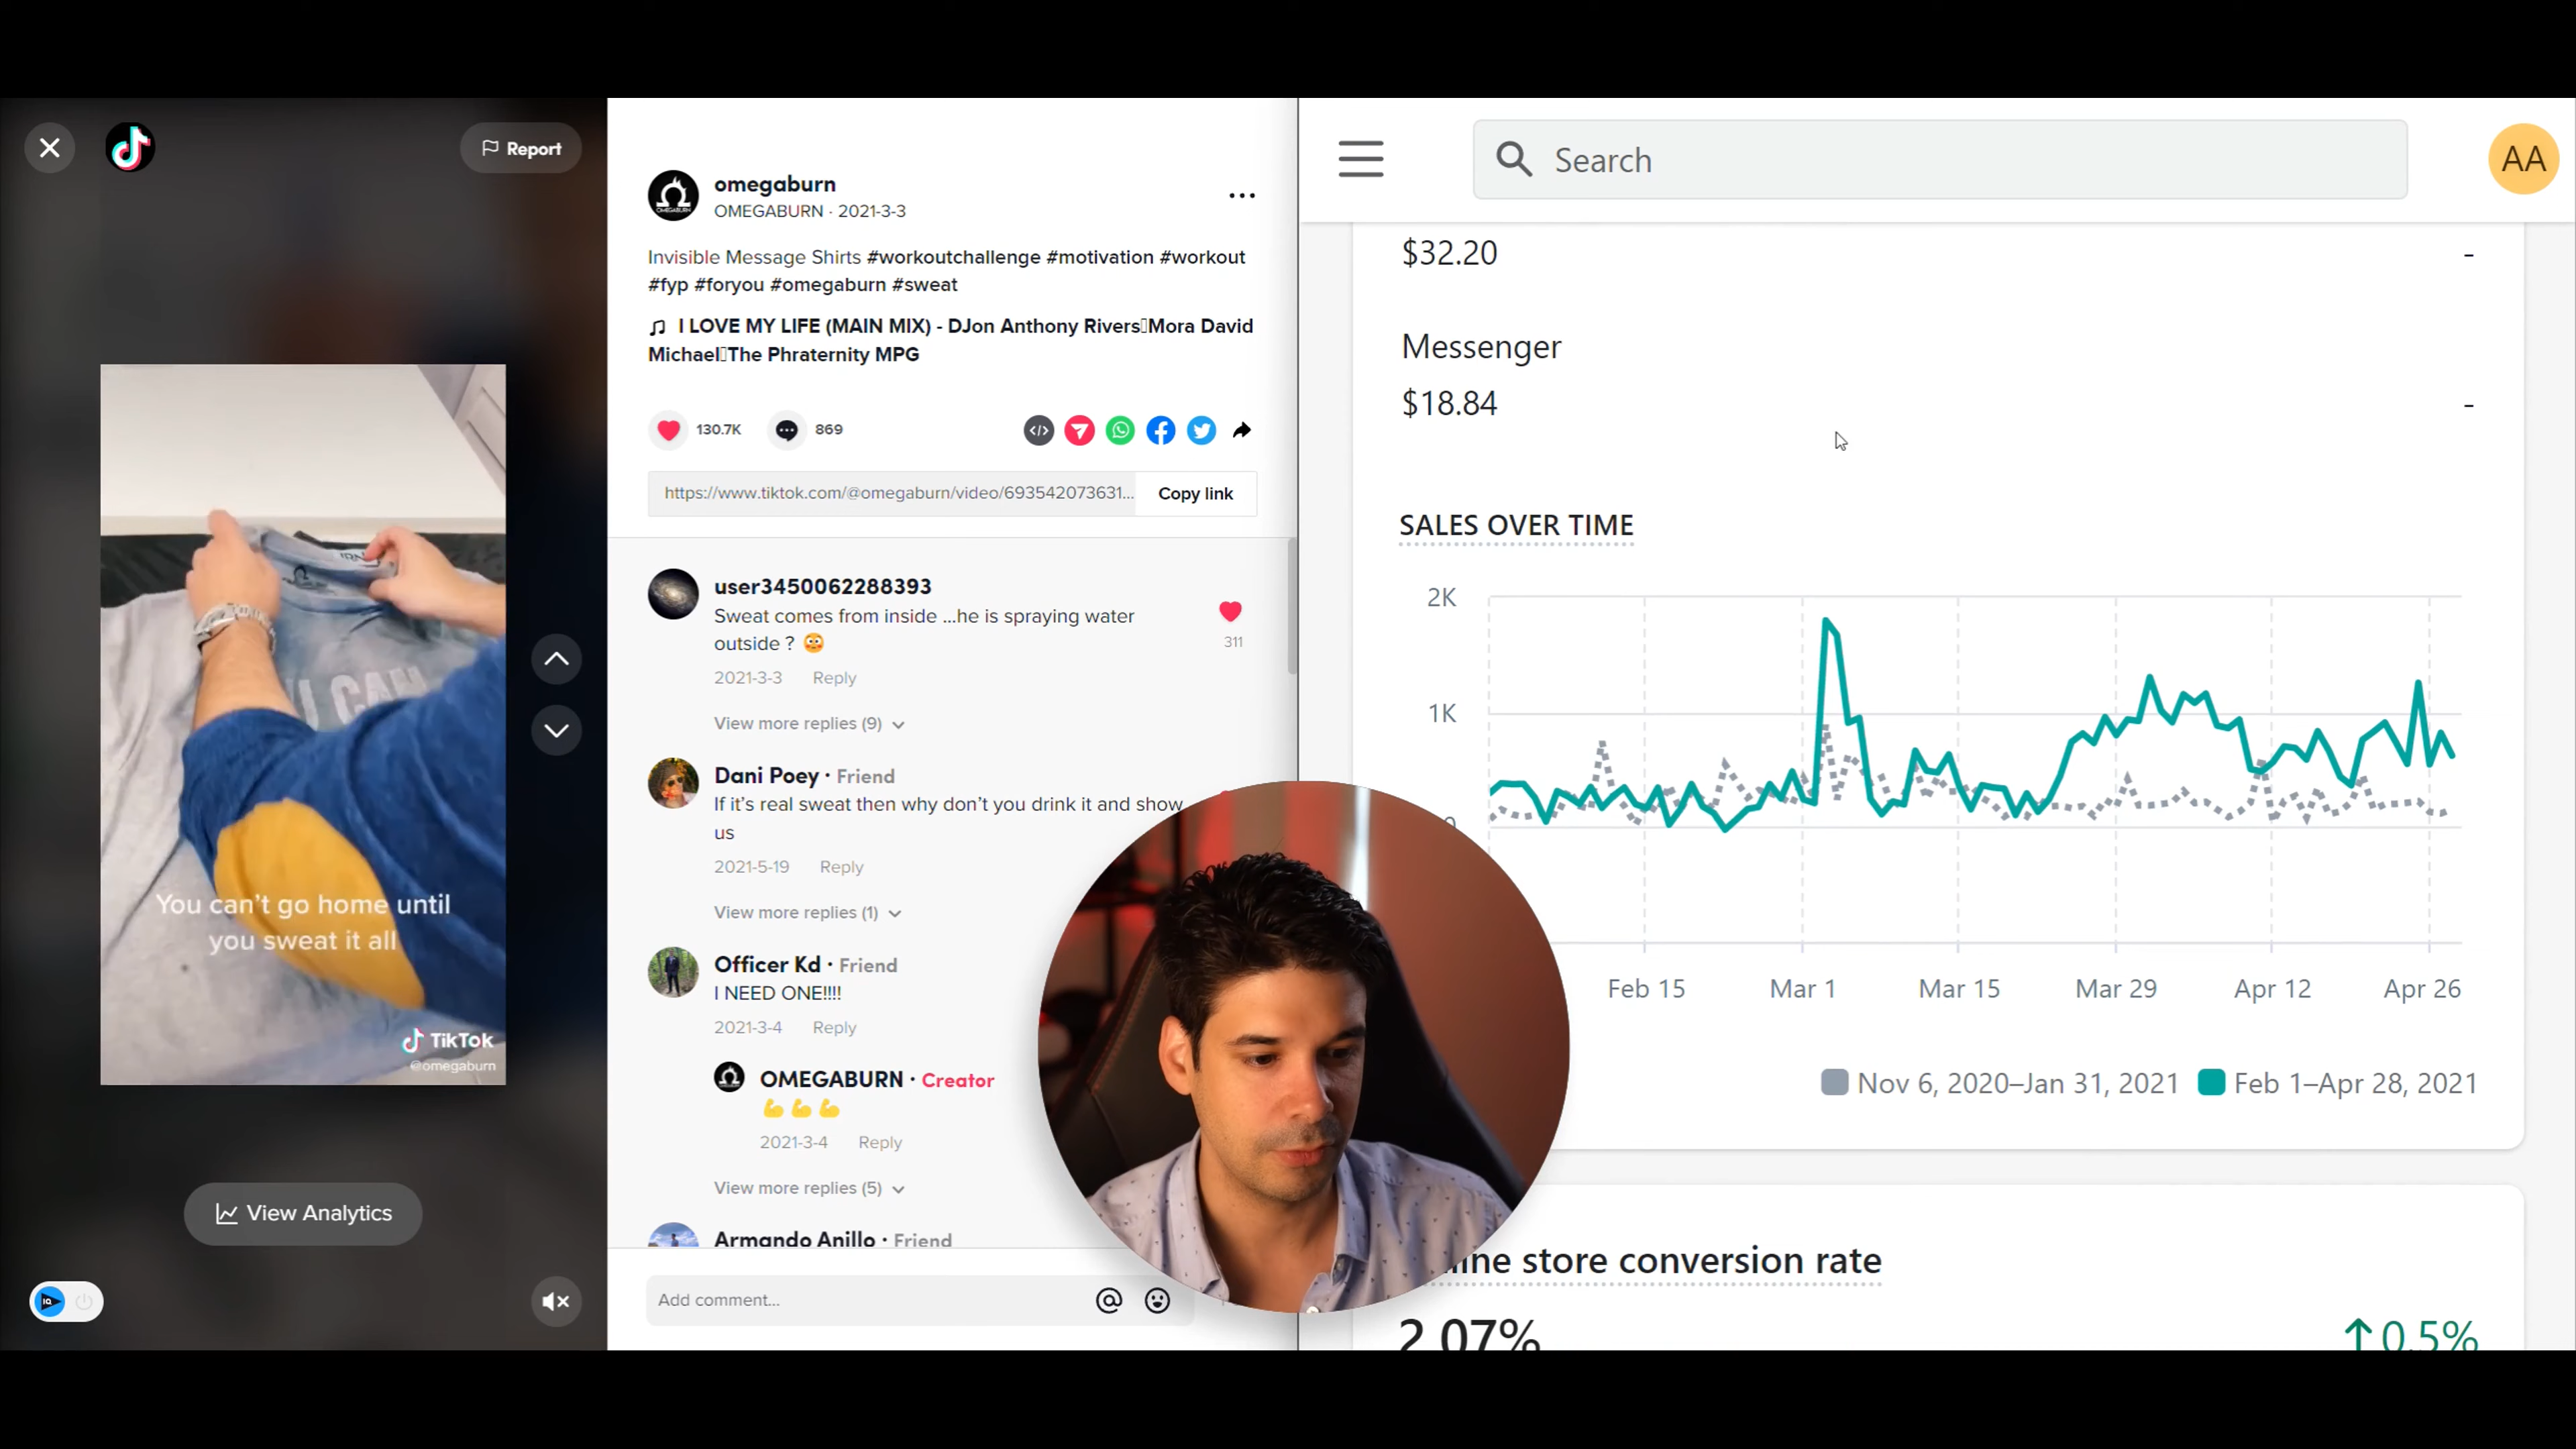 Report
You can't go home until
you sweat it all
TikTok
@omegaburn
View Analytics
omegaburn
OMEGABURN · 2021-3-3
Invisible Message Shirts #workoutchallenge #motivation #workout
#fyp #foryou #omegaburn #sweat
I LOVE MY LIFE (MAIN MIX) - DJon Anthony Rivers▯Mora David
Michael▯The Phraternity MPG
130.7K
869
https://www.tiktok.com/@omegaburn/video/693542073631...
Copy link
user3450062288393
Sweat comes from inside ...he is spraying water
outside ? 😳
311
2021-3-3 Reply
View more replies (9)
Dani Poey · Friend
If it's real sweat then why don't you drink it and show
us
2021-5-19 Reply
View more replies (1)
Officer Kd · Friend
I NEED ONE!!!!
2021-3-4 Reply
OMEGABURN · Creator
💪💪💪
2021-3-4 Reply
View more replies (5)
Armando Anillo · Friend
Add comment...
Search
AA
$32.20
-
Messenger
$18.84
-
SALES OVER TIME
2K
1K
0
Feb 15
Mar 1
Mar 15
Mar 29
Apr 12
Apr 26
Nov 6, 2020–Jan 31, 2021
Feb 1–Apr 28, 2021
store conversion rate
2.07%
↑0.5%